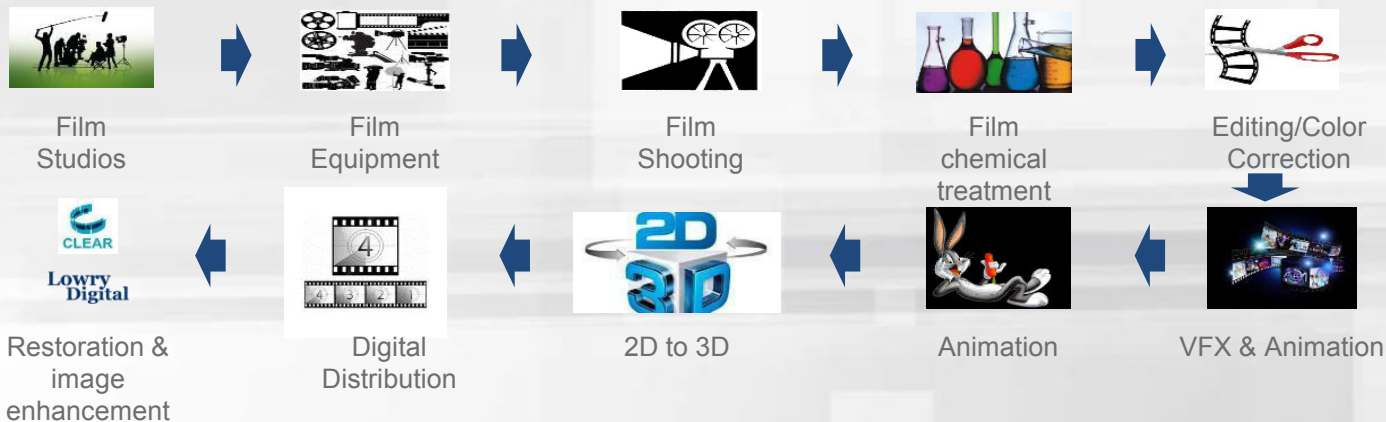 Film
Studios
Film
Equipment
Film
Shooting
Film
chemical
treatment
Editing/Color
Correction
CLEAR
Lowry
Digital
4
4 3 2
2D
3D
Restoration &
image
enhancement
Digital
Distribution
2D to 3D
Animation
VFX & Animation